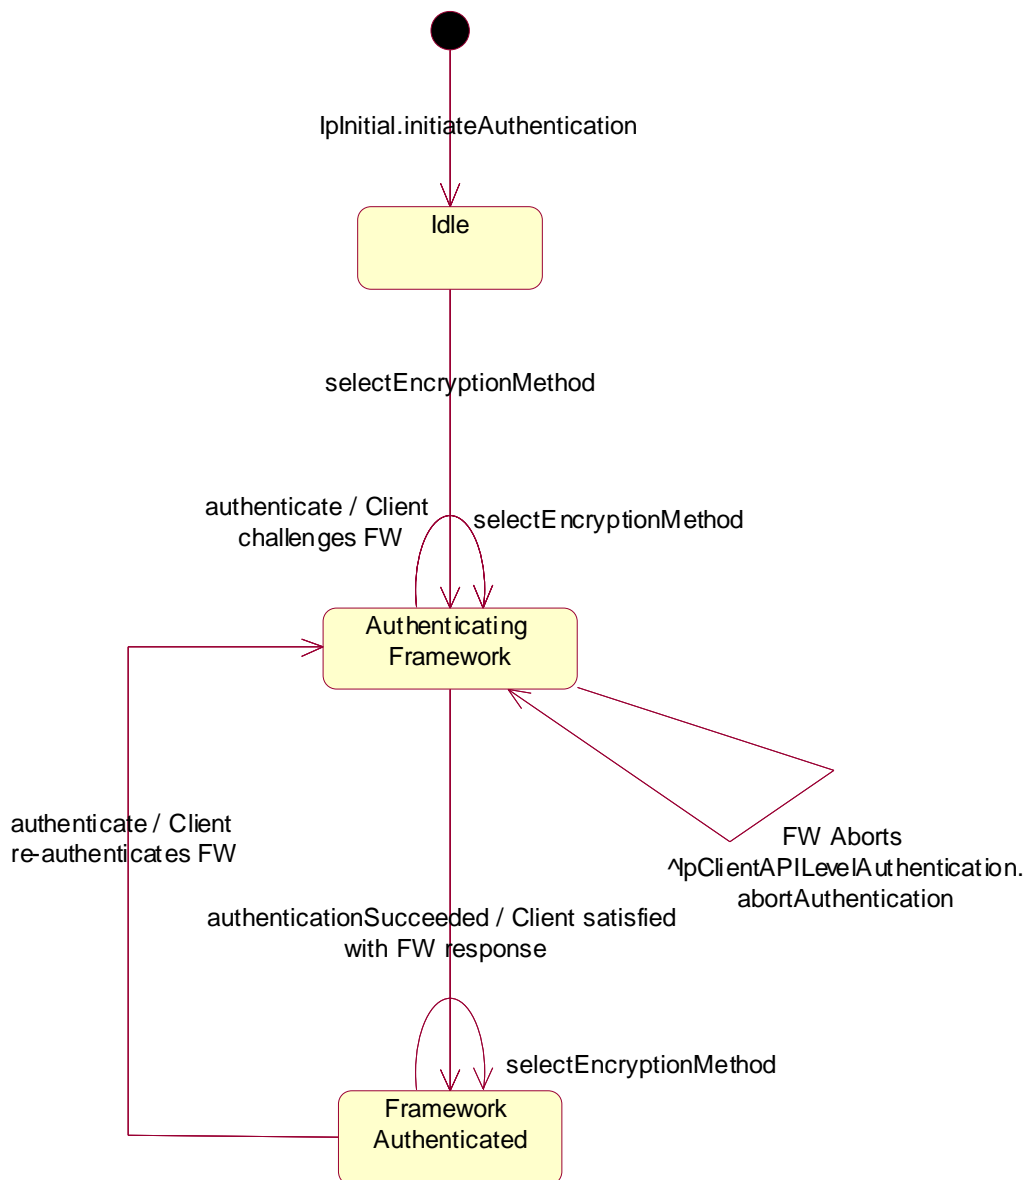 IpInitial.initiateAuthentication
Idle
selectEncryptionMethod
authenticate / Client
challenges FW
selectEncryptionMethod
Authenticating
Framework
authenticate / Client
re-authenticates FW
FW Aborts
^IpClientAPILevelAuthentication.
abortAuthentication
authenticationSucceeded / Client satisfied
with FW response
selectEncryptionMethod
Framework
Authenticated